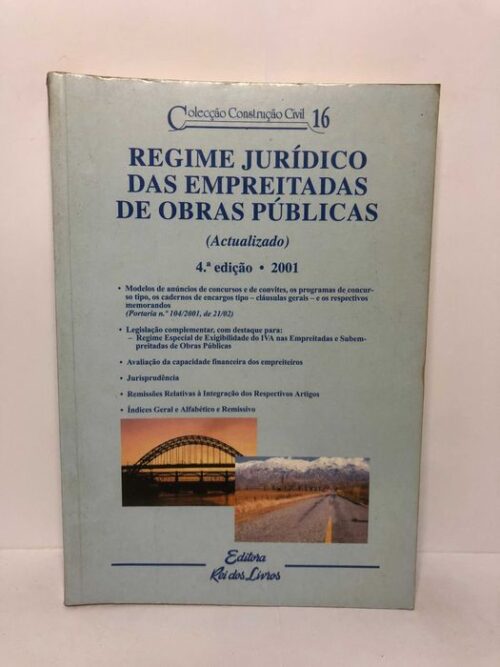 Colecção Construção Civil 16
REGIME JURÍDICO
DAS EMPREITADAS
DE OBRAS PÚBLICAS
(Actualizado)
4.ª edição • 2001
• Modelos de anúncios de concursos e de convites, os programas de concur-
so tipo, os cadernos de encargos tipo – cláusulas gerais – e os respectivos
memorandos
(Portaria n.º 104/2001, de 21/02)
• Legislação complementar, com destaque para:
– Regime Especial de Exigibilidade do IVA nas Empreitadas e Subem-
preitadas de Obras Públicas
• Avaliação da capacidade financeira dos empreiteiros
• Jurisprudência
• Remissões Relativas à Integração dos Respectivos Artigos
• Índices Geral e Alfabético e Remissivo
Editora
Rei dos Livros